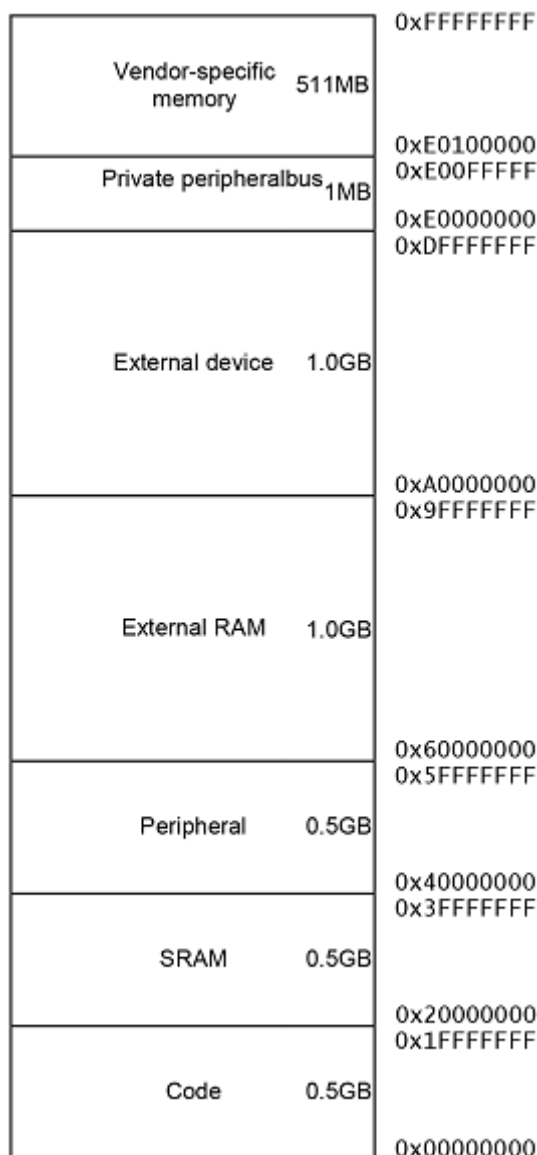 0xFFFFFFFF
Vendor-specific
memory
511MB
0xE0100000
0xE00FFFFF
Private peripheralbus
1MB
0xE0000000
0xDFFFFFFF
External device 1.0GB
0xA0000000
0x9FFFFFFF
External RAM 1.0GB
0x60000000
0x5FFFFFFF
Peripheral 0.5GB
0x40000000
0x3FFFFFFF
SRAM 0.5GB
0x20000000
0x1FFFFFFF
Code 0.5GB
0x00000000